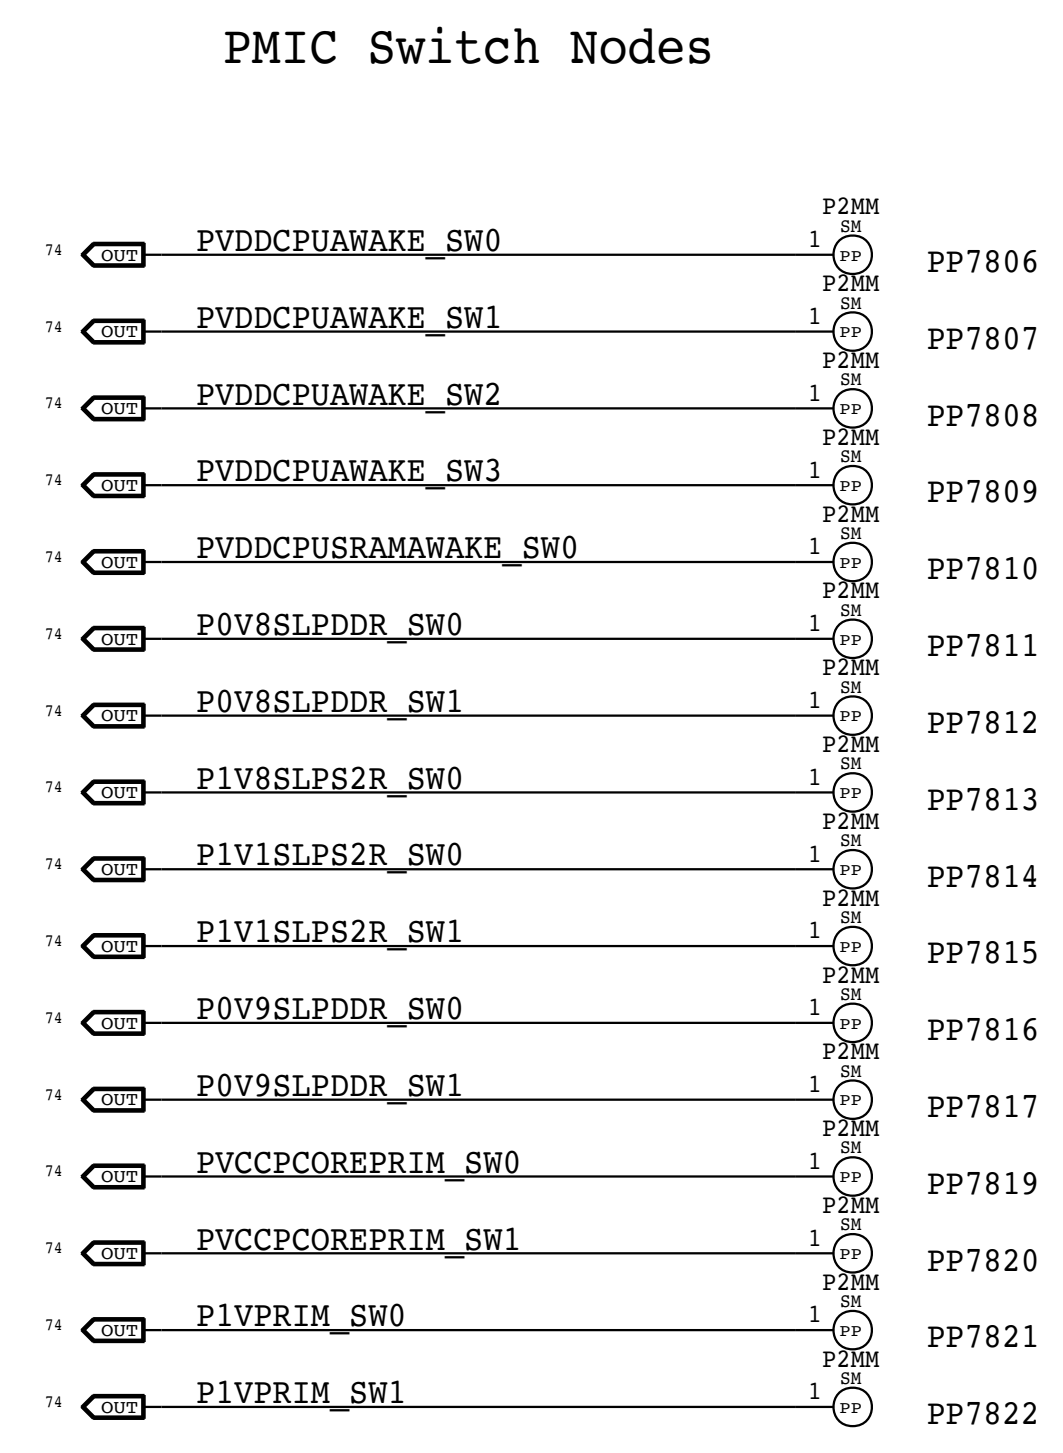 PMIC Switch Nodes
P2MM
SM
74 OUT PVDDCPUAWAKE_SW0 1 PP PP7806
P2MM
SM
74 OUT PVDDCPUAWAKE_SW1 1 PP PP7807
P2MM
SM
74 OUT PVDDCPUAWAKE_SW2 1 PP PP7808
P2MM
SM
74 OUT PVDDCPUAWAKE_SW3 1 PP PP7809
P2MM
SM
74 OUT PVDDCPUSRAMAWAKE_SW0 1 PP PP7810
P2MM
SM
74 OUT P0V8SLPDDR_SW0 1 PP PP7811
P2MM
SM
74 OUT P0V8SLPDDR_SW1 1 PP PP7812
P2MM
SM
74 OUT P1V8SLPS2R_SW0 1 PP PP7813
P2MM
SM
74 OUT P1V1SLPS2R_SW0 1 PP PP7814
P2MM
SM
74 OUT P1V1SLPS2R_SW1 1 PP PP7815
P2MM
SM
74 OUT P0V9SLPDDR_SW0 1 PP PP7816
P2MM
SM
74 OUT P0V9SLPDDR_SW1 1 PP PP7817
P2MM
SM
74 OUT PVCCPCOREPRIM_SW0 1 PP PP7819
P2MM
SM
74 OUT PVCCPCOREPRIM_SW1 1 PP PP7820
P2MM
SM
74 OUT P1VPRIM_SW0 1 PP PP7821
P2MM
SM
74 OUT P1VPRIM_SW1 1 PP PP7822